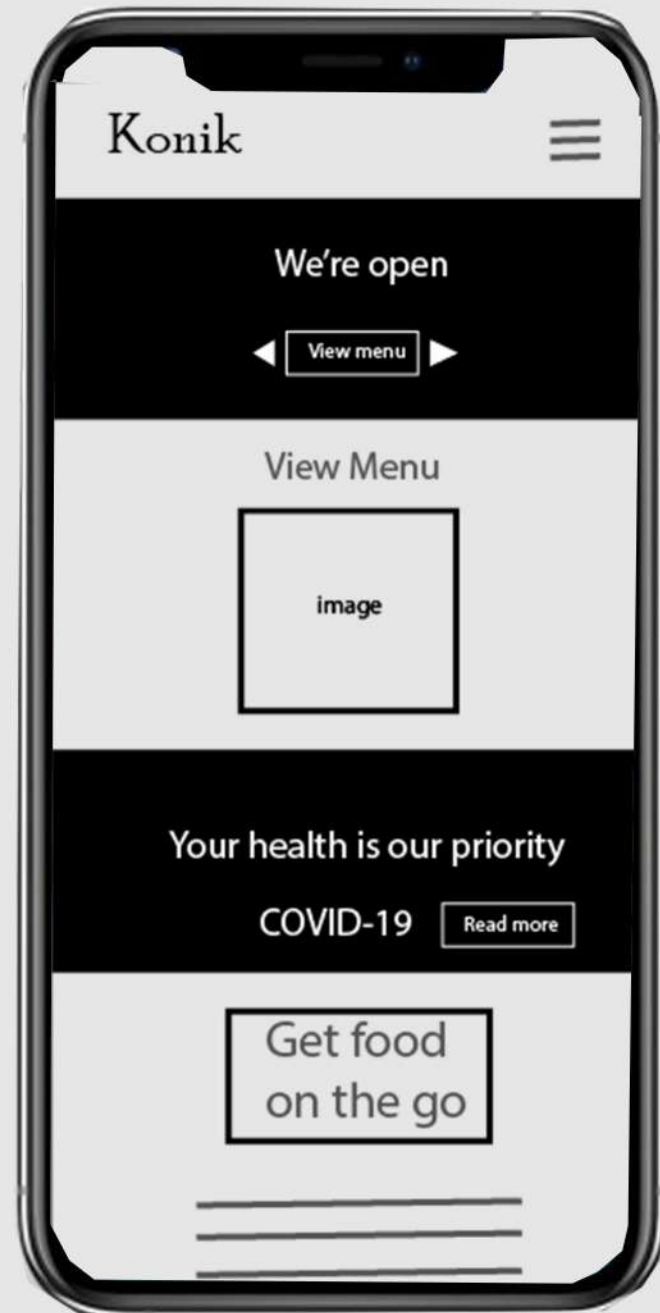 Konik
We're open
View menu
View Menu
image
Your health is our priority
COVID-19 Read more
Get food
on the go